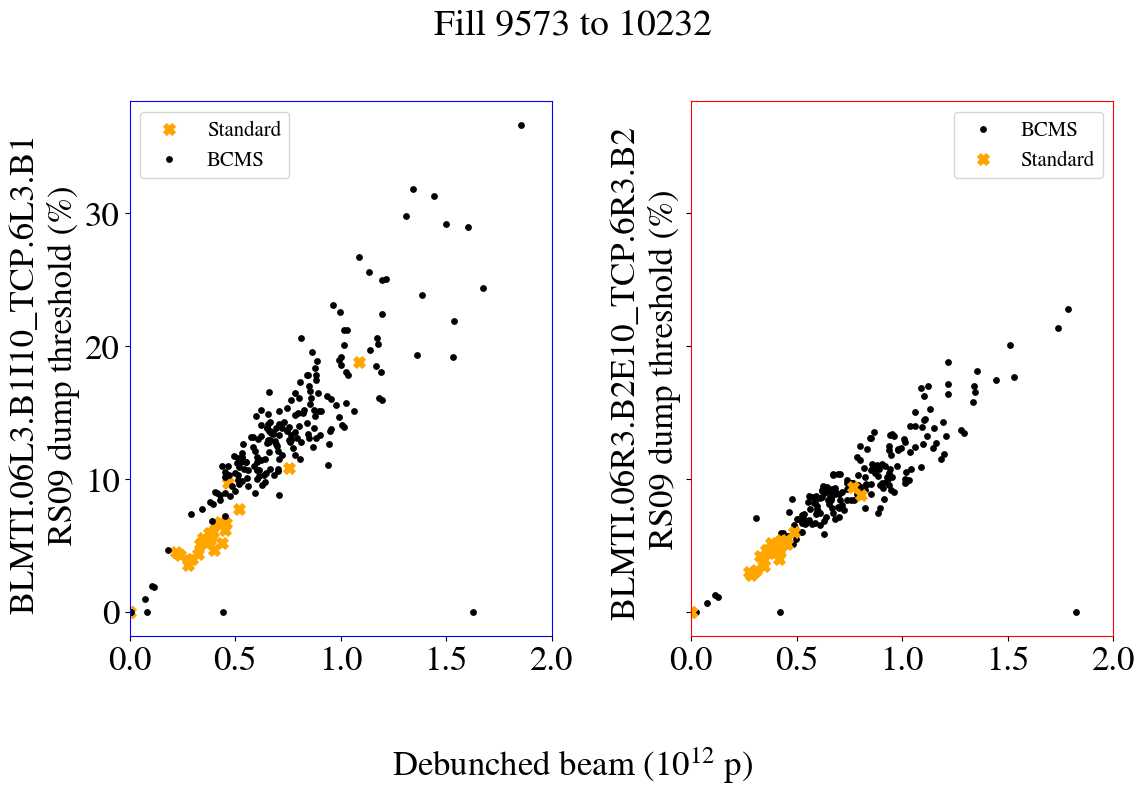 Fill 9573 to 10232
BLMTI.06L3.B1I10_TCP.6L3.B1
RS09 dump threshold (%)
30
20
10
0
Standard
BCMS
0.0 0.5 1.0 1.5 2.0
BLMTI.06R3.B2E10_TCP.6R3.B2
RS09 dump threshold (%)
BCMS
Standard
0.0 0.5 1.0 1.5 2.0
Debunched beam (10¹² p)